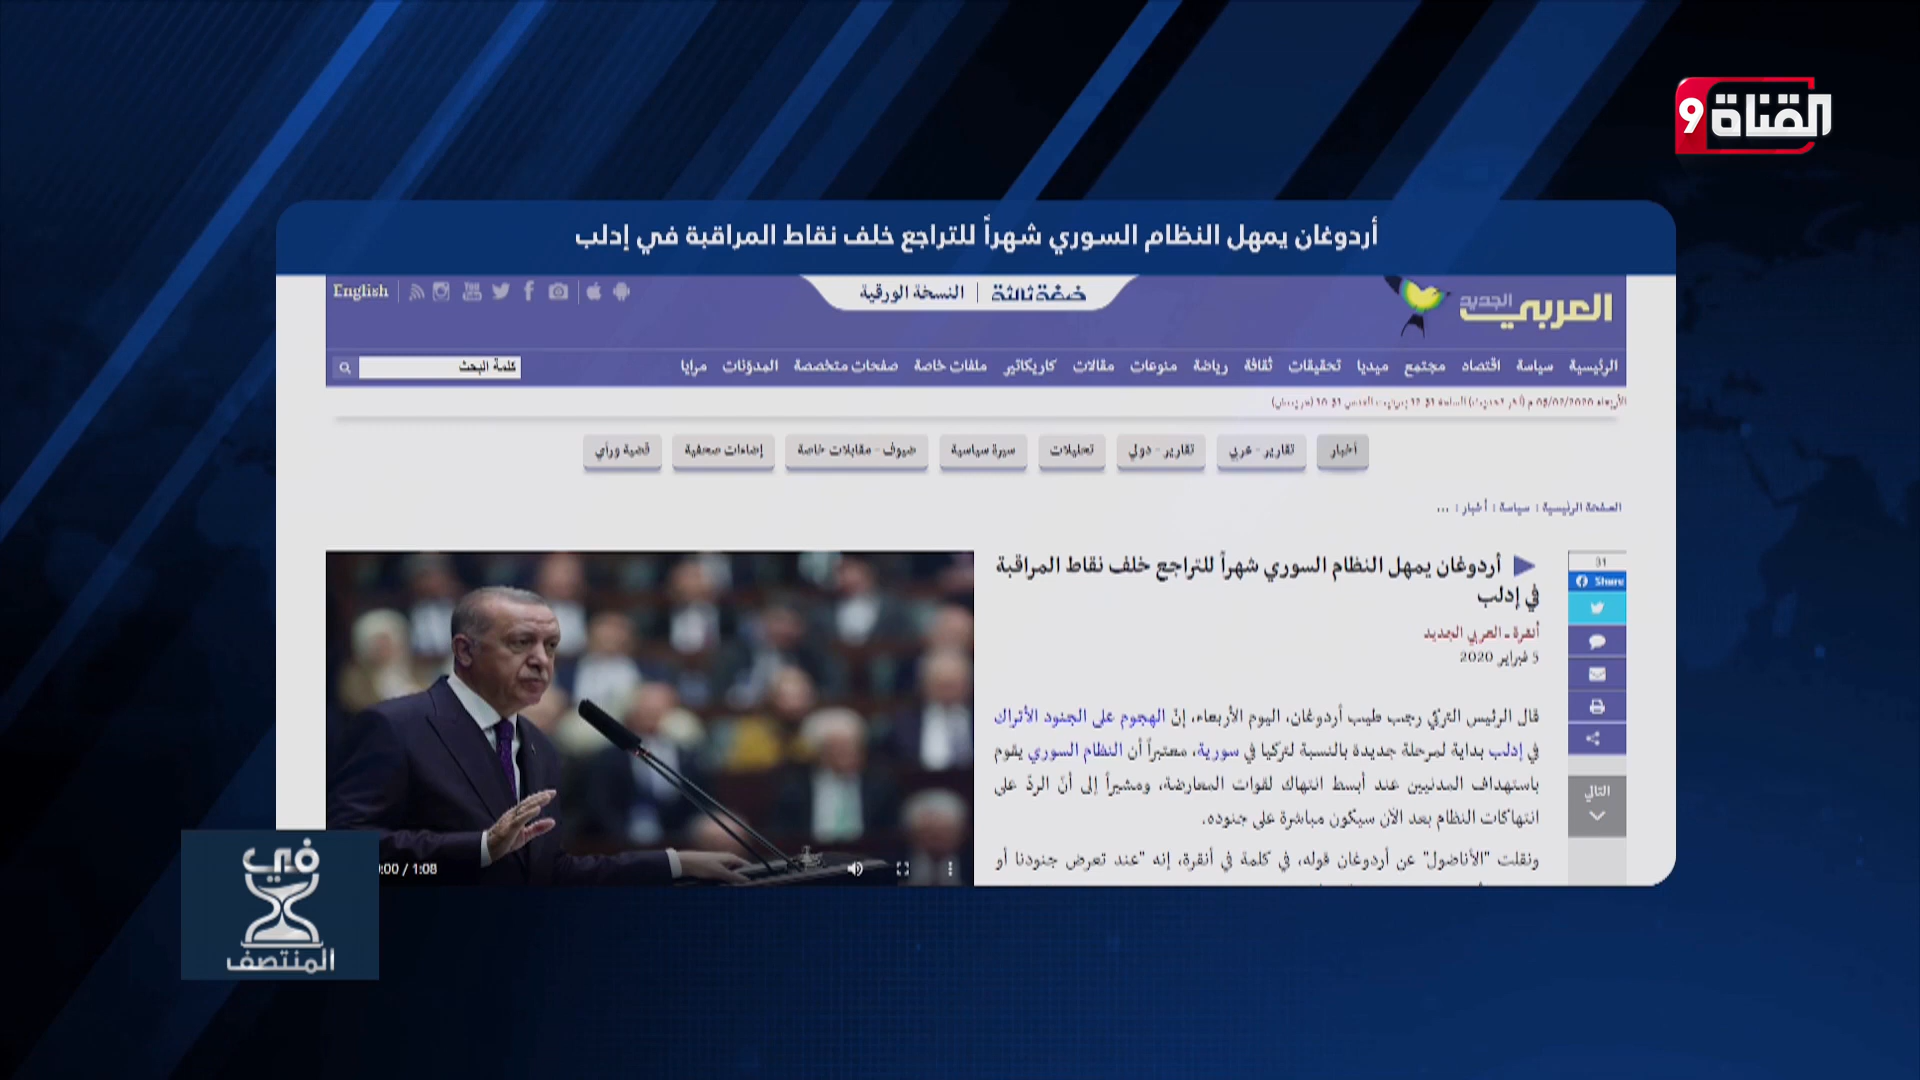 القناة 9
أردوغان يمهل النظام السوري شهراً للتراجع خلف نقاط المراقبة في إدلب
العربي الجديد
ضفة ثالثة | النسخة الورقية
English
الرئيسية سياسة اقتصاد مجتمع ميديا تحقيقات ثقافة رياضة منوعات مقالات كاريكاتير ملفات خاصة صفحات متخصصة المدوّنات مرايا
كلمة البحث
أخبار تقارير - عربي تقارير - دولي تحليلات سيرة سياسية ضيوف - مقابلات خاصة إضاءات صحفية قضية ورأي
الصفحة الرئيسية : سياسة : أخبار : ...
أردوغان يمهل النظام السوري شهراً للتراجع خلف نقاط المراقبة
في إدلب
أنقرة ـ العربي الجديد
5 فبراير 2020
31
Share
قال الرئيس التركي رجب طيب أردوغان، اليوم الأربعاء، إنّ الهجوم على الجنود الأتراك
في إدلب بداية لمرحلة جديدة بالنسبة لتركيا في سورية، معتبراً أن النظام السوري يقوم
باستهداف المدنيين عند أبسط انتهاك لقوات المعارضة، ومشيراً إلى أنّ الردّ على
انتهاكات النظام بعد الآن سيكون مباشرة على جنوده.
ونقلت "الأناضول" عن أردوغان قوله، في كلمة في أنقرة، إنه "عند تعرض جنودنا أو
التالي
:00 / 1:08
في
المنتصف